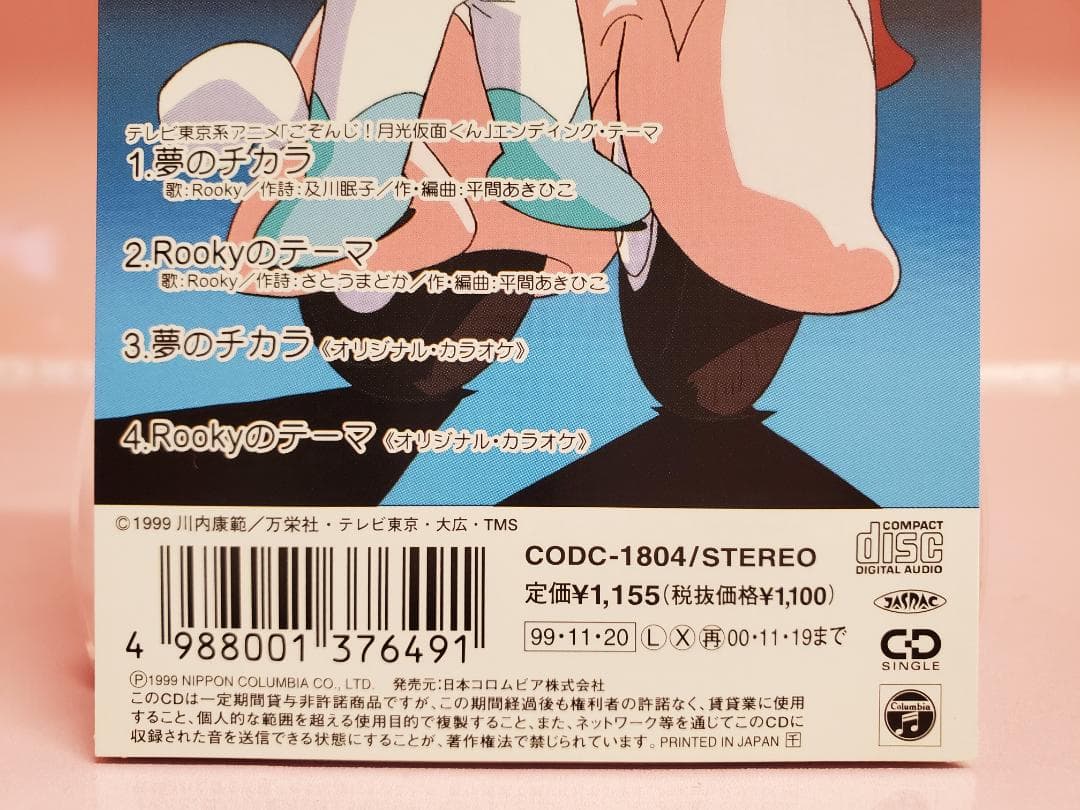 テレビ東京系アニメ「ごぞんじ!月光仮面くん」エンディング・テーマ
1.夢のチカラ
歌:Rooky/作詩:及川眠子/作・編曲:平間あきひこ
2.Rookyのテーマ
歌:Rooky/作詩:さとうまどか/作・編曲:平間あきひこ
3.夢のチカラ《オリジナル・カラオケ》
4.Rookyのテーマ《オリジナル・カラオケ》
©1999 川内康範/万栄社・テレビ東京・大広・TMS
CODC-1804/STEREO
定価¥1,155(税抜価格¥1,100)
99・11・20 Ⓛ Ⓧ ㊢00・11・19まで
4 988001 376491
COMPACT
disc
DIGITAL AUDIO
JASRAC
CD
SINGLE
Columbia
Ⓟ1999 NIPPON COLUMBIA CO., LTD. 発売元:日本コロムビア株式会社
このCDは一定期間貸与非許諾商品ですが、この期間経過後も権利者の許諾なく、賃貸業に使用
すること、個人的な範囲を超える使用目的で複製すること、また、ネットワーク等を通じてこのCDに
収録された音を送信できる状態にすることが、著作権法で禁じられています。PRINTED IN JAPAN 千